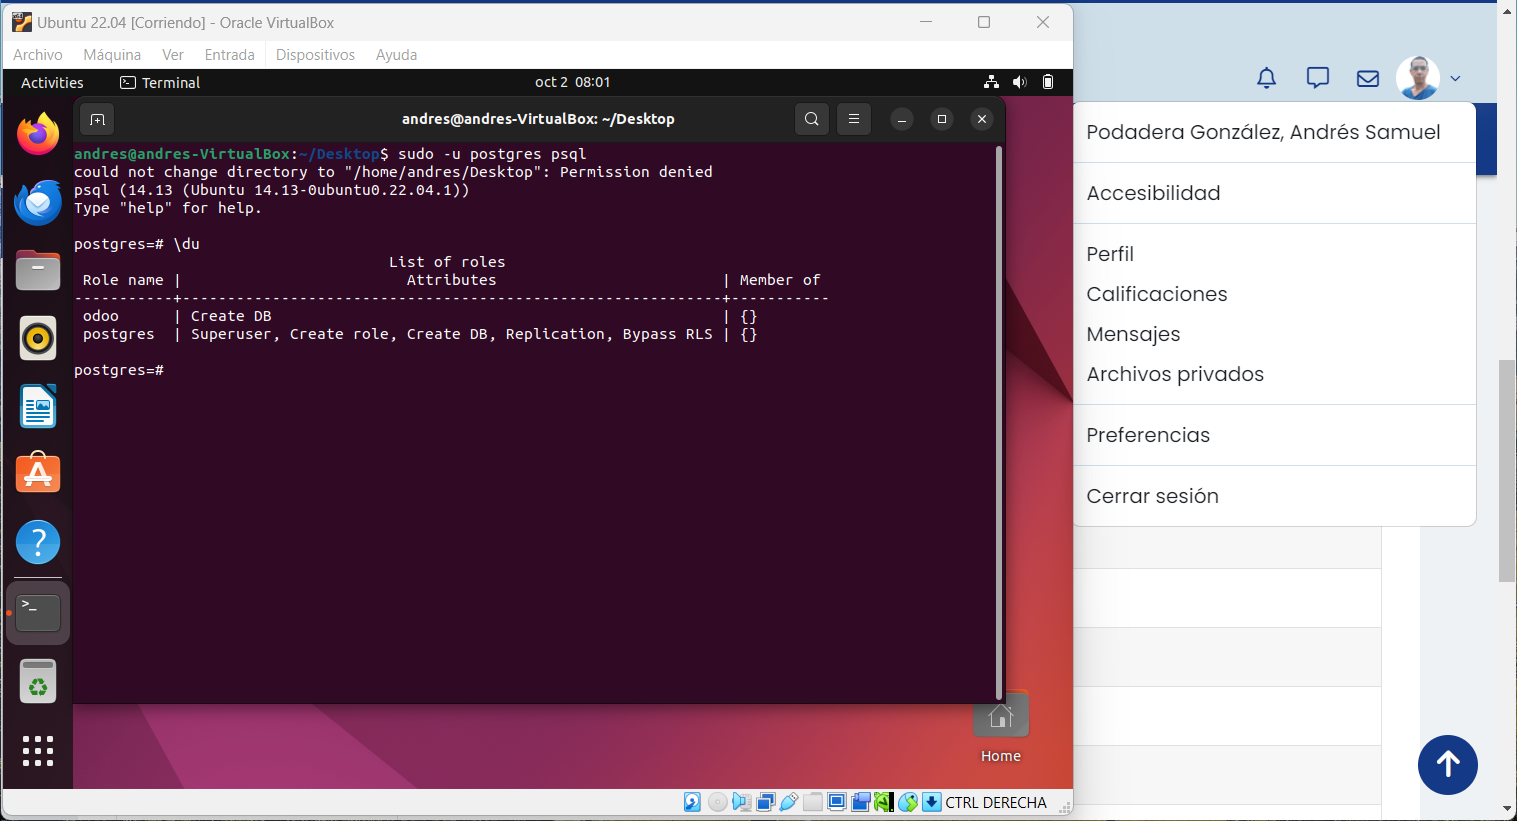 Ubuntu 22.04 [Corriendo] - Oracle VirtualBox
Archivo Máquina Ver Entrada Dispositivos Ayuda
Activities Terminal oct 2 08:01
andres@andres-VirtualBox: ~/Desktop
andres@andres-VirtualBox:~/Desktop$ sudo -u postgres psql
could not change directory to "/home/andres/Desktop": Permission denied
psql (14.13 (Ubuntu 14.13-0ubuntu0.22.04.1))
Type "help" for help.
postgres=# \du
List of roles
Role name | Attributes | Member of
-----------+------------------------------------------------------------+-----------
odoo | Create DB | {}
postgres | Superuser, Create role, Create DB, Replication, Bypass RLS | {}
postgres=#
Home
CTRL DERECHA
Podadera González, Andrés Samuel
Accesibilidad
Perfil
Calificaciones
Mensajes
Archivos privados
Preferencias
Cerrar sesión